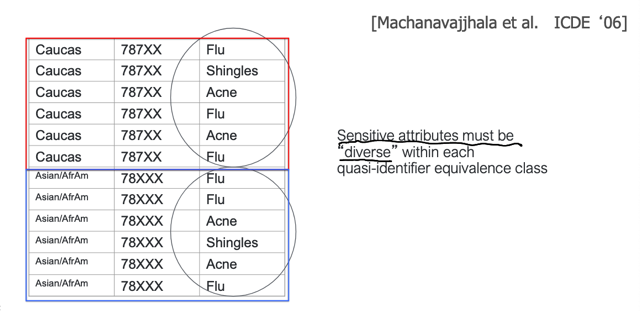 [Machanavajjhala et al.   ICDE ‘06]
Caucas 787XX Flu
Caucas 787XX Shingles
Caucas 787XX Acne
Caucas 787XX Flu
Caucas 787XX Acne
Caucas 787XX Flu
Asian/AfrAm 78XXX Flu
Asian/AfrAm 78XXX Flu
Asian/AfrAm 78XXX Acne
Asian/AfrAm 78XXX Shingles
Asian/AfrAm 78XXX Acne
Asian/AfrAm 78XXX Flu
Sensitive attributes must be
“diverse” within each
quasi-identifier equivalence class